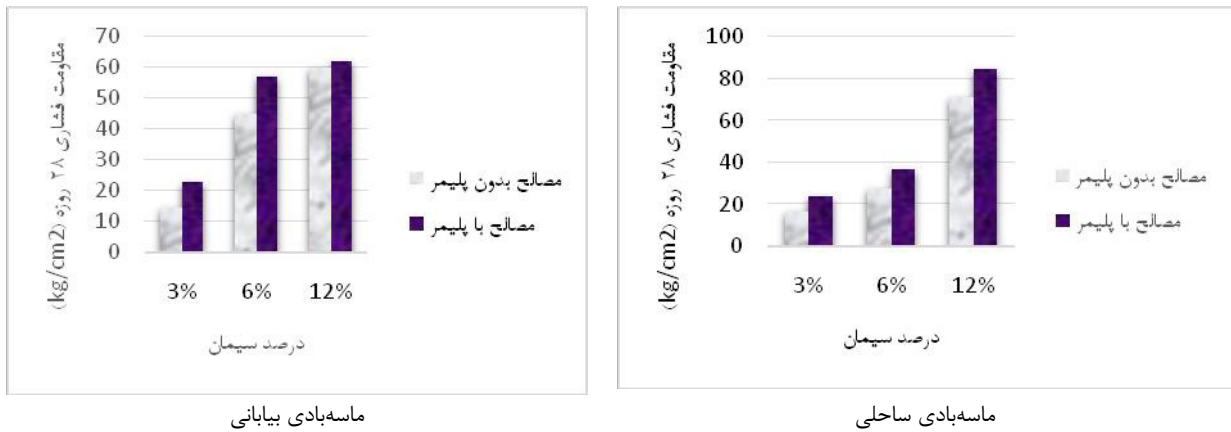 مقاومت فشاری ۲۸ روزه (kg/cm2)
70
60
50
40
30
20
10
0
3% 6% 12%
درصد سیمان
مصالح بدون پلیمر
مصالح با پلیمر
ماسه‌بادی بیابانی
مقاومت فشاری ۲۸ روزه (kg/cm2)
100
80
60
40
20
0
3% 6% 12%
درصد سیمان
مصالح بدون پلیمر
مصالح با پلیمر
ماسه‌بادی ساحلی